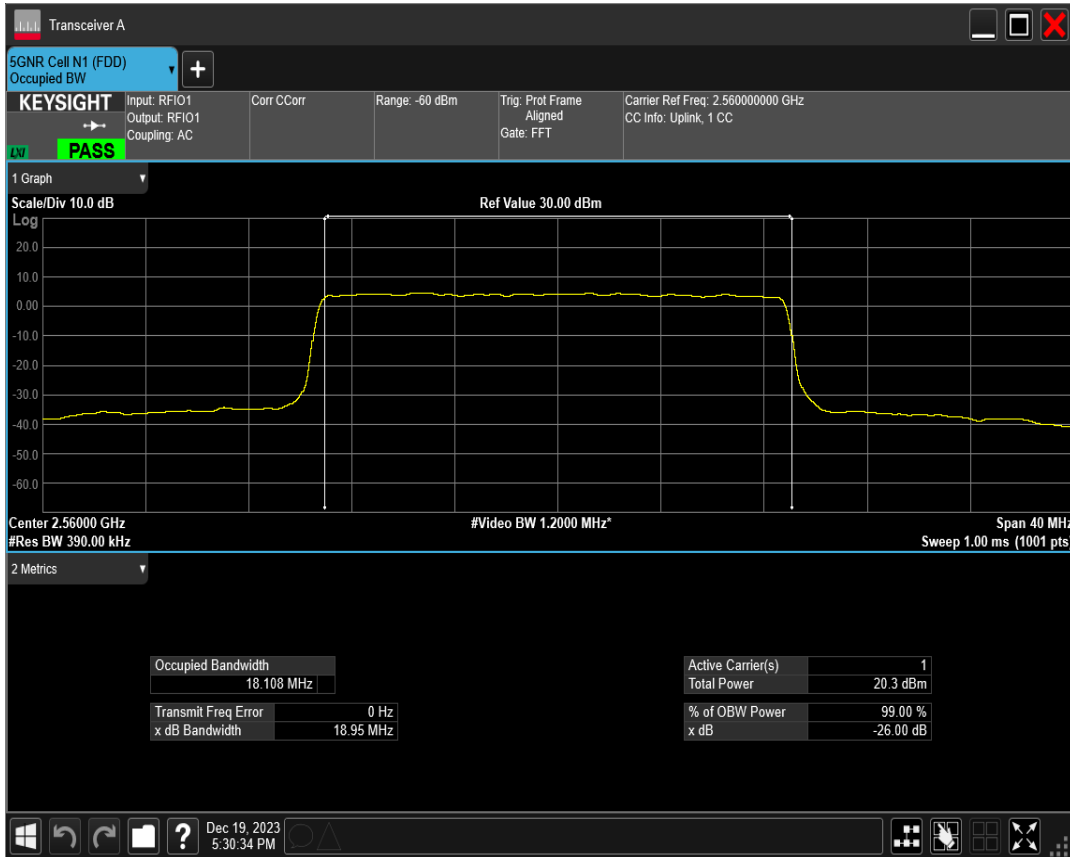 Transceiver A
5GNR Cell N1 (FDD)
Occupied BW
+
KEYSIGHT
LXI
PASS
Input: RFIO1
Output: RFIO1
Coupling: AC
Corr CCorr
Range: -60 dBm
Trig: Prot Frame
Aligned
Gate: FFT
Carrier Ref Freq: 2.560000000 GHz
CC Info: Uplink, 1 CC
1 Graph
Scale/Div 10.0 dB
Ref Value 30.00 dBm
Log
20.0
10.0
0.00
-10.0
-20.0
-30.0
-40.0
-50.0
-60.0
Center 2.56000 GHz
#Video BW 1.2000 MHz*
Span 40 MHz
#Res BW 390.00 kHz
Sweep 1.00 ms (1001 pts)
2 Metrics
Occupied Bandwidth
18.108 MHz
Transmit Freq Error 0 Hz
x dB Bandwidth 18.95 MHz
Active Carrier(s) 1
Total Power 20.3 dBm
% of OBW Power 99.00 %
x dB -26.00 dB
?
Dec 19, 2023
5:30:34 PM